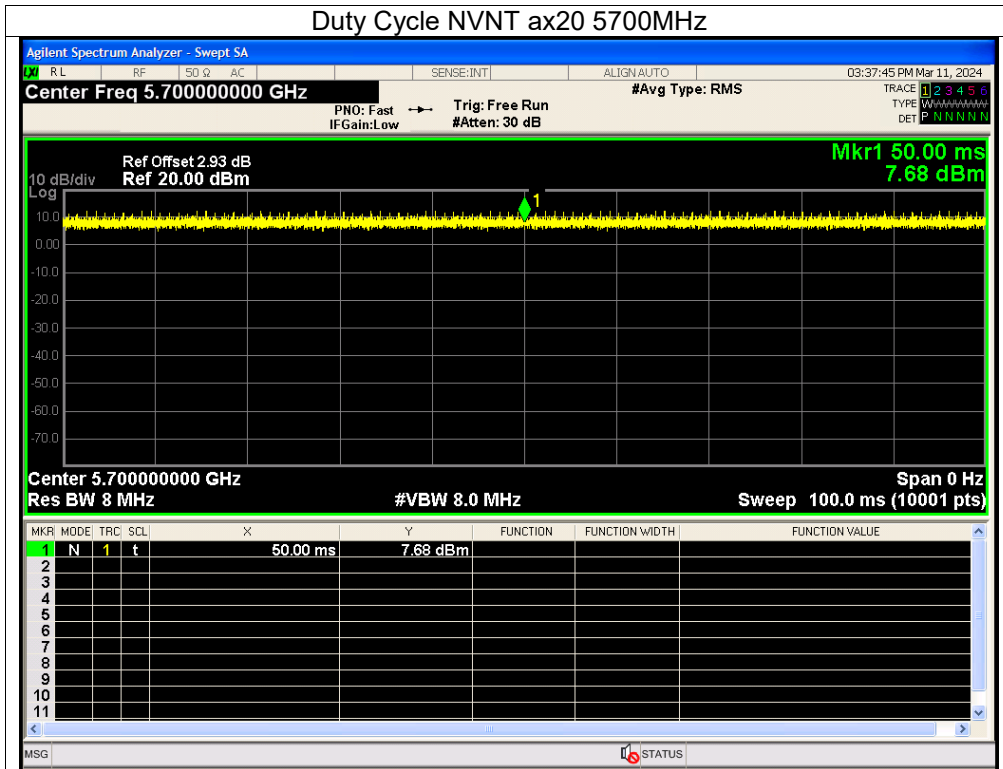 Duty Cycle NVNT ax20 5700MHz
Agilent Spectrum Analyzer - Swept SA
LXI RL RF 50 Ω AC SENSE:INT ALIGN AUTO 03:37:45 PM Mar 11, 2024
Center Freq 5.700000000 GHz #Avg Type: RMS TRACE 1 2 3 4 5 6
PNO: Fast Trig: Free Run TYPE W
IFGain:Low #Atten: 30 dB DET P N N N N N
Mkr1 50.00 ms
Ref Offset 2.93 dB
10 dB/div Ref 20.00 dBm 7.68 dBm
Log
1
10.0
0.00
-10.0
-20.0
-30.0
-40.0
-50.0
-60.0
-70.0
Center 5.700000000 GHz Span 0 Hz
Res BW 8 MHz #VBW 8.0 MHz Sweep 100.0 ms (10001 pts)
MKR MODE TRC SCL X Y FUNCTION FUNCTION WIDTH FUNCTION VALUE
1 N 1 t 50.00 ms 7.68 dBm
2
3
4
5
6
7
8
9
10
11
MSG STATUS